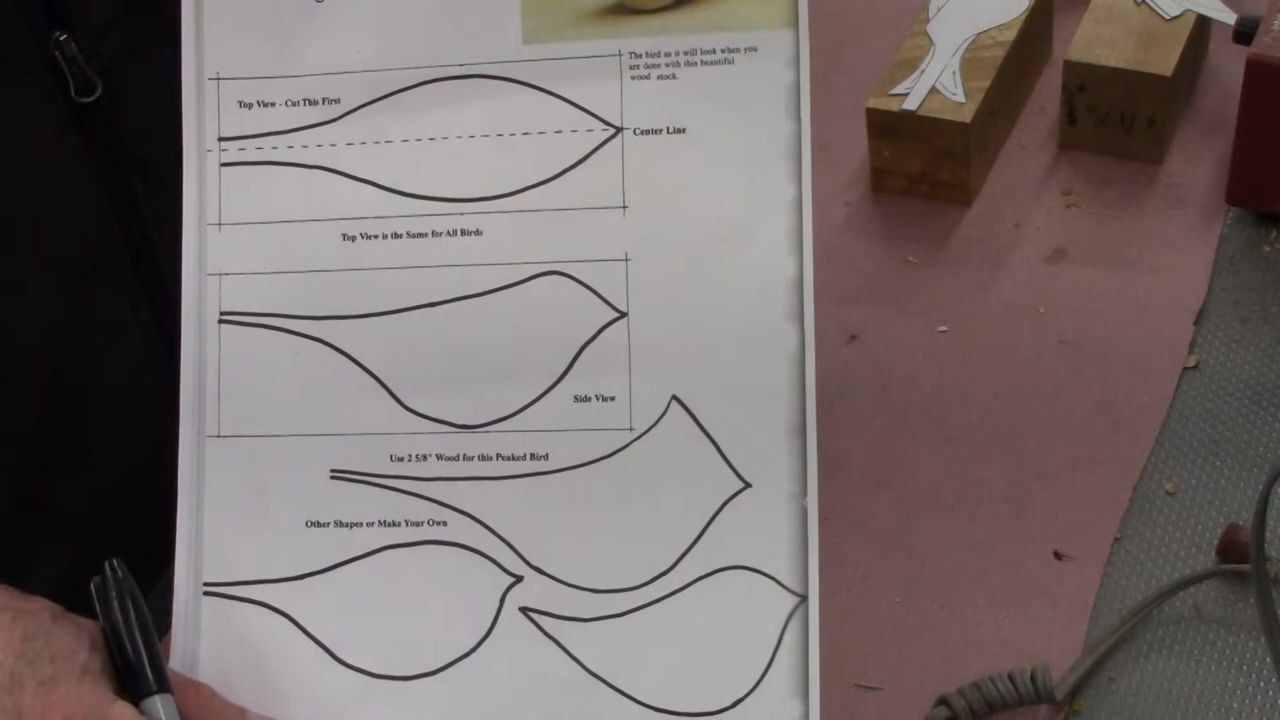 The bird as it will look when you
are done with this beautiful
wood stock.
Top View - Cut This First
Center Line
Top View is the Same for All Birds
Side View
Use 2 5/8" Wood for this Peaked Bird
Other Shapes or Make Your Own